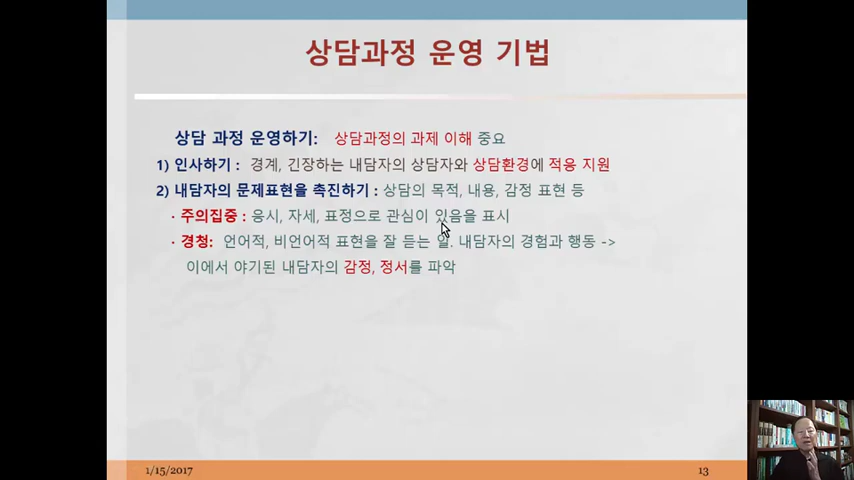 상담과정 운영 기법
상담 과정 운영하기: 상담과정의 과제 이해 중요
1) 인사하기 : 경계, 긴장하는 내담자의 상담자와 상담환경에 적응 지원
2) 내담자의 문제표현을 촉진하기 : 상담의 목적, 내용, 감정 표현 등
· 주의집중 : 응시, 자세, 표정으로 관심이 있음을 표시
· 경청: 언어적, 비언어적 표현을 잘 듣는 일. 내담자의 경험과 행동 ->
이에서 야기된 내담자의 감정, 정서를 파악
1/15/2017
13